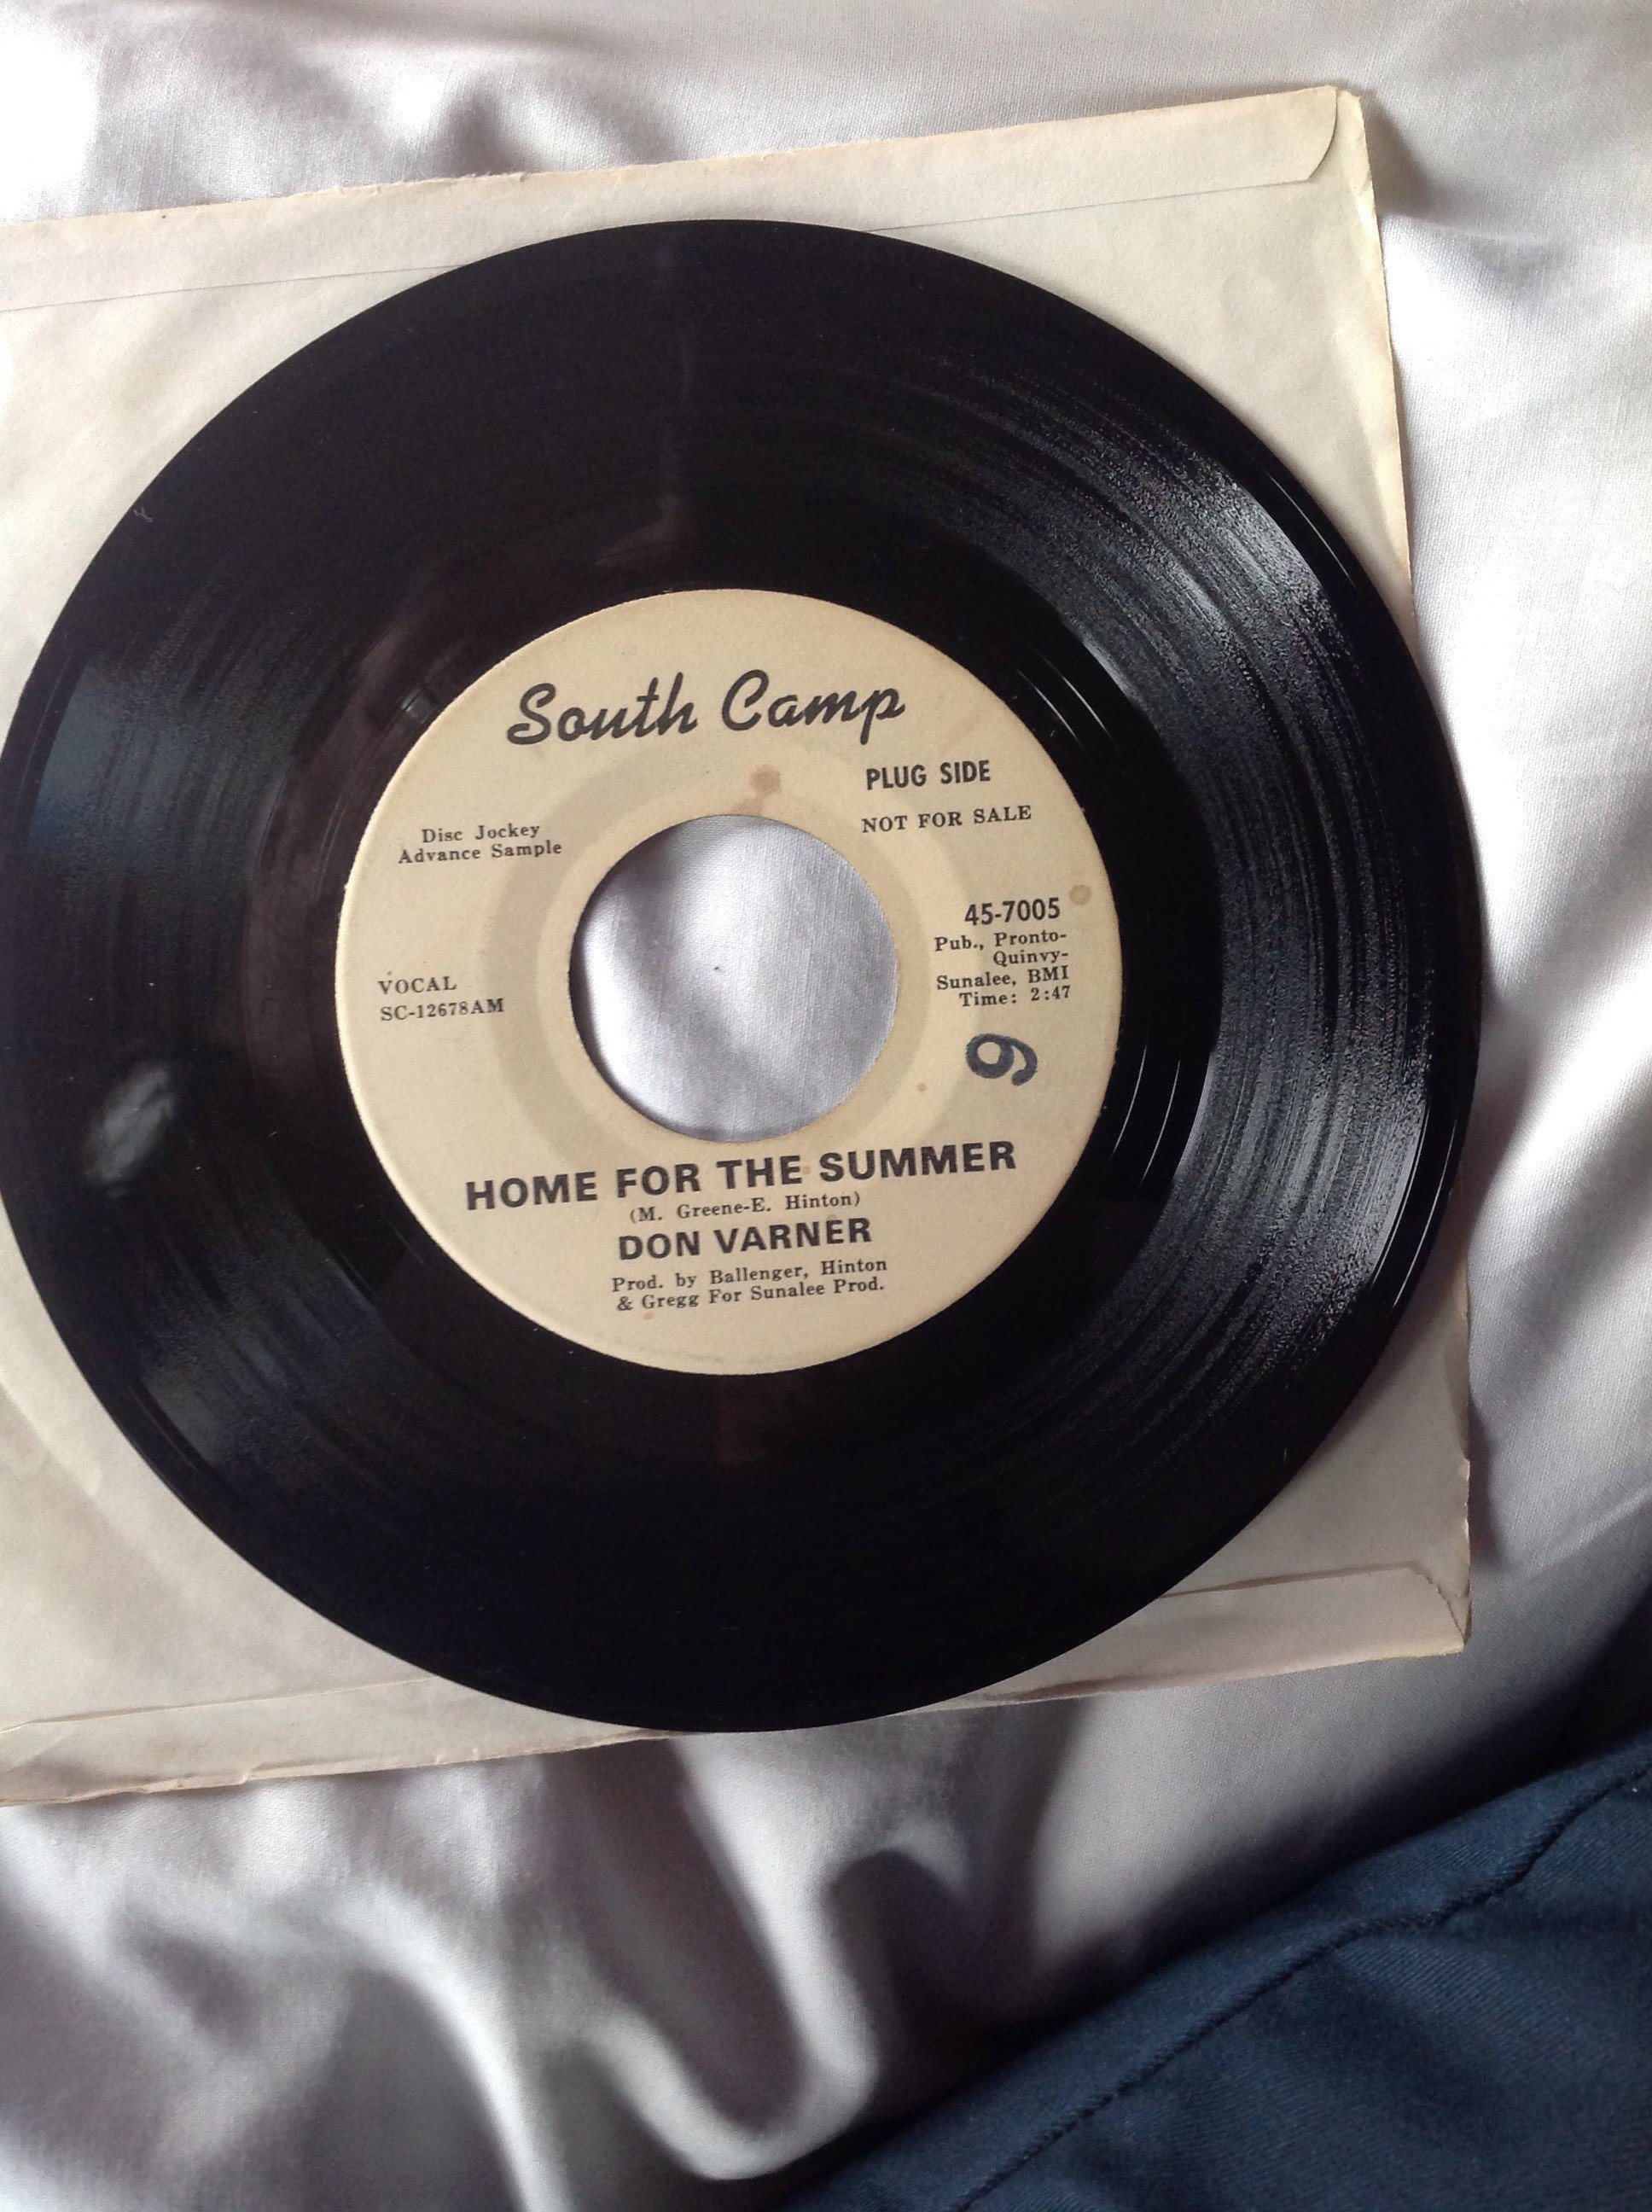 South Camp
PLUG SIDE
NOT FOR SALE
Disc Jockey
Advance Sample
45-7005
Pub., Pronto-
Quinvy-
Sunalee, BMI
Time: 2:47
VOCAL
SC-12678AM
9
HOME FOR THE SUMMER
(M. Greene-E. Hinton)
DON VARNER
Prod. by Ballenger, Hinton
& Gregg For Sunalee Prod.